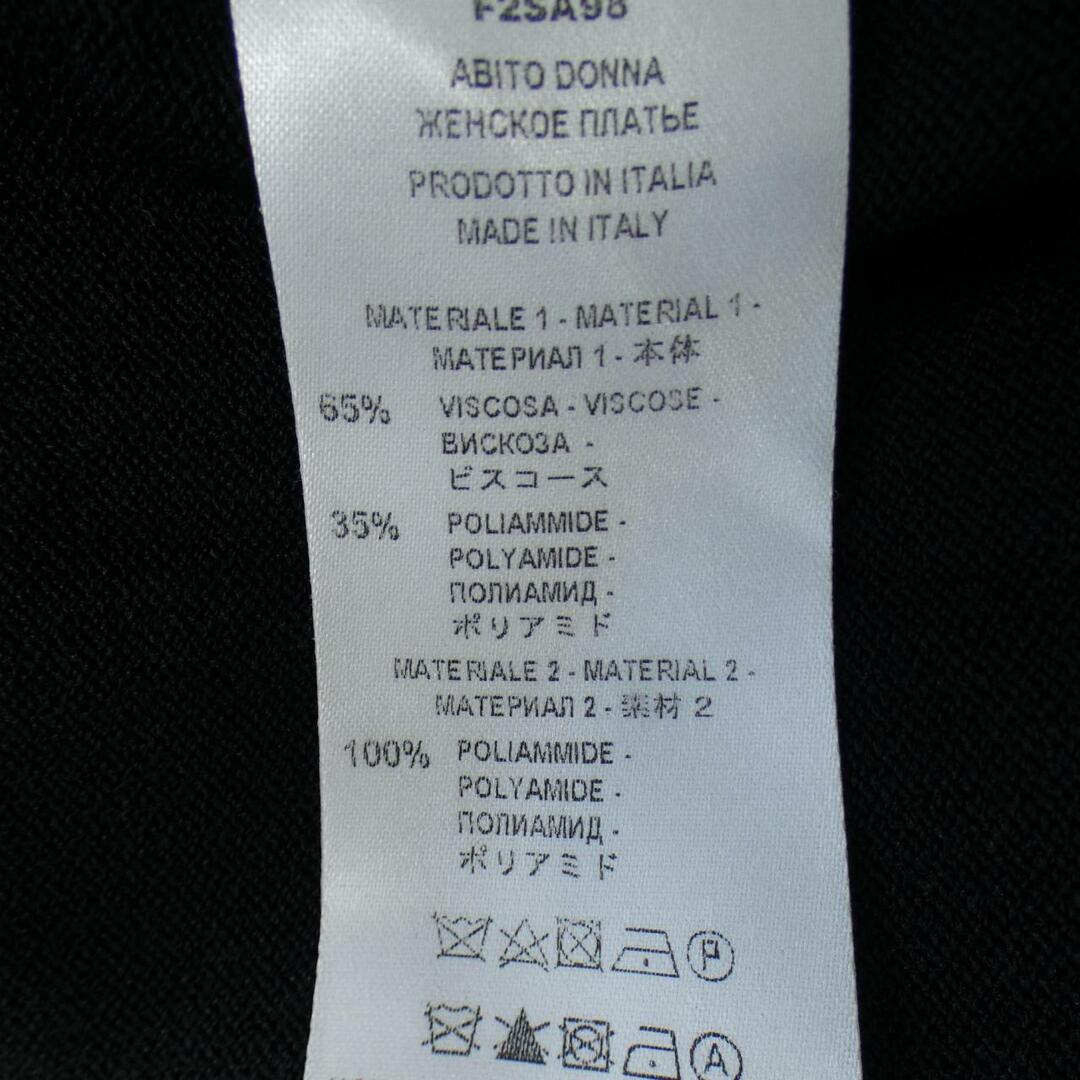 F2SA98
ABITO DONNA
ЖЕНСКОЕ ПЛАТЬЕ
PRODOTTO IN ITALIA
MADE IN ITALY
MATERIALE 1 - MATERIAL 1 -
МАТЕРИАЛ 1 - 本体
65% VISCOSA - VISCOSE -
ВИСКОЗА -
ビスコース
35% POLIAMMIDE -
POLYAMIDE -
ПОЛИАМИД -
ポリアミド
MATERIALE 2 - MATERIAL 2 -
МАТЕРИАЛ 2 - 素材 2
100% POLIAMMIDE -
POLYAMIDE -
ПОЛИАМИД -
ポリアミド
P
A